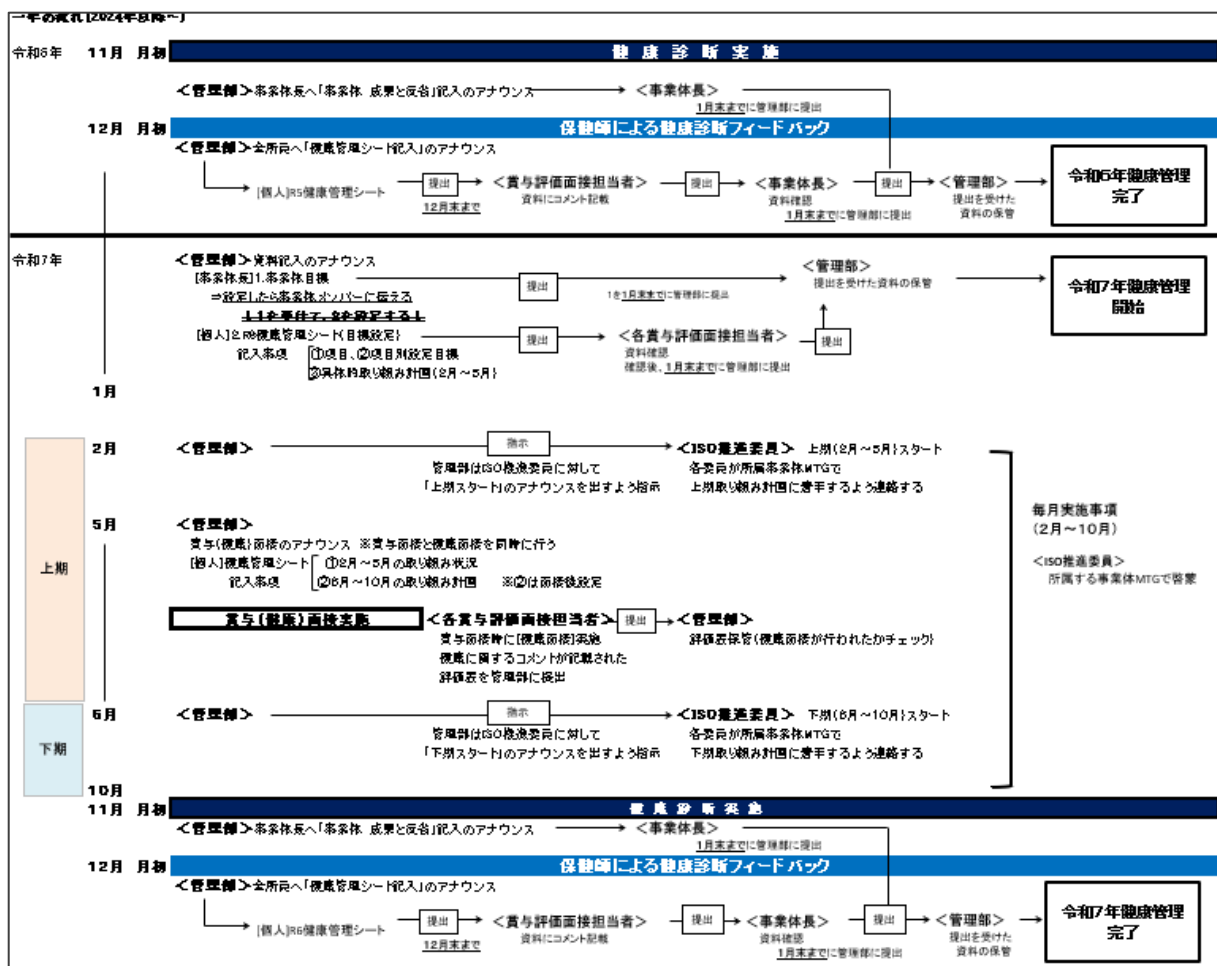 一年の流れ(2024年以降~)
令和6年 11月 月初 健康診断実施
<管理部>事業体長へ「事業体 成果と反省」記入のアナウンス <事業体長>
1月末までに管理部に提出
12月 月初 保健師による健康診断フィードバック
<管理部>全所員へ「健康管理シート記入」のアナウンス
[個人]R5健康管理シート 提出 <賞与評価面接担当者> 提出 <事業体長> 提出 <管理部> 令和6年健康管理
完了
12月末まで 資料にコメント記載 資料確認 提出を受けた
1月末までに管理部に提出 資料の保管
令和7年 <管理部>資料記入のアナウンス
[事業体長]1.事業体目標 提出 <管理部> 令和7年健康管理
開始
⇒設定したら事業体メンバーに伝える 1を1月末までに管理部に提出 提出を受けた資料の保管
↓1を受けて、2を設定する↓
[個人]2.R6健康管理シート(目標設定) 提出 <各賞与評価面接担当者> 提出
記入事項 ①項目、②項目別設定目標 資料確認
③具体的取り組み計画(2月~5月) 確認後、1月末までに管理部に提出
1月
上期
2月 <管理部> 指示 <ISO推進委員> 上期(2月~5月)スタート
管理部はISO推進委員に対して 各委員が所属事業体MTGで
「上期スタート」のアナウンスを出すよう指示 上期取り組み計画に着手するよう連絡する
毎月実施事項
(2月~10月)
<ISO推進委員>
所属する事業体MTGで啓蒙
5月 <管理部>
賞与(健康)面接のアナウンス ※賞与面接と健康面接を同時に行う
[個人]健康管理シート ①2月~5月の取り組み状況
記入事項 ②6月~10月の取り組み計画 ※②は面接後設定
賞与(健康)面接実施 <各賞与評価面接担当者> 提出 <管理部>
賞与面接時に[健康面接]実施 評価表保管(健康面接が行われたかチェック)
健康に関するコメントが記載された
評価表を管理部に提出
下期
6月 <管理部> 指示 <ISO推進委員> 下期(6月~10月)スタート
管理部はISO推進委員に対して 各委員が所属事業体MTGで
「下期スタート」のアナウンスを出すよう指示 下期取り組み計画に着手するよう連絡する
10月
11月 月初 健康診断実施
<管理部>事業体長へ「事業体 成果と反省」記入のアナウンス <事業体長>
1月末までに管理部に提出
12月 月初 保健師による健康診断フィードバック
<管理部>全所員へ「健康管理シート記入」のアナウンス
[個人]R6健康管理シート 提出 <賞与評価面接担当者> 提出 <事業体長> 提出 <管理部> 令和7年健康管理
完了
12月末まで 資料にコメント記載 資料確認 提出を受けた
1月末までに管理部に提出 資料の保管